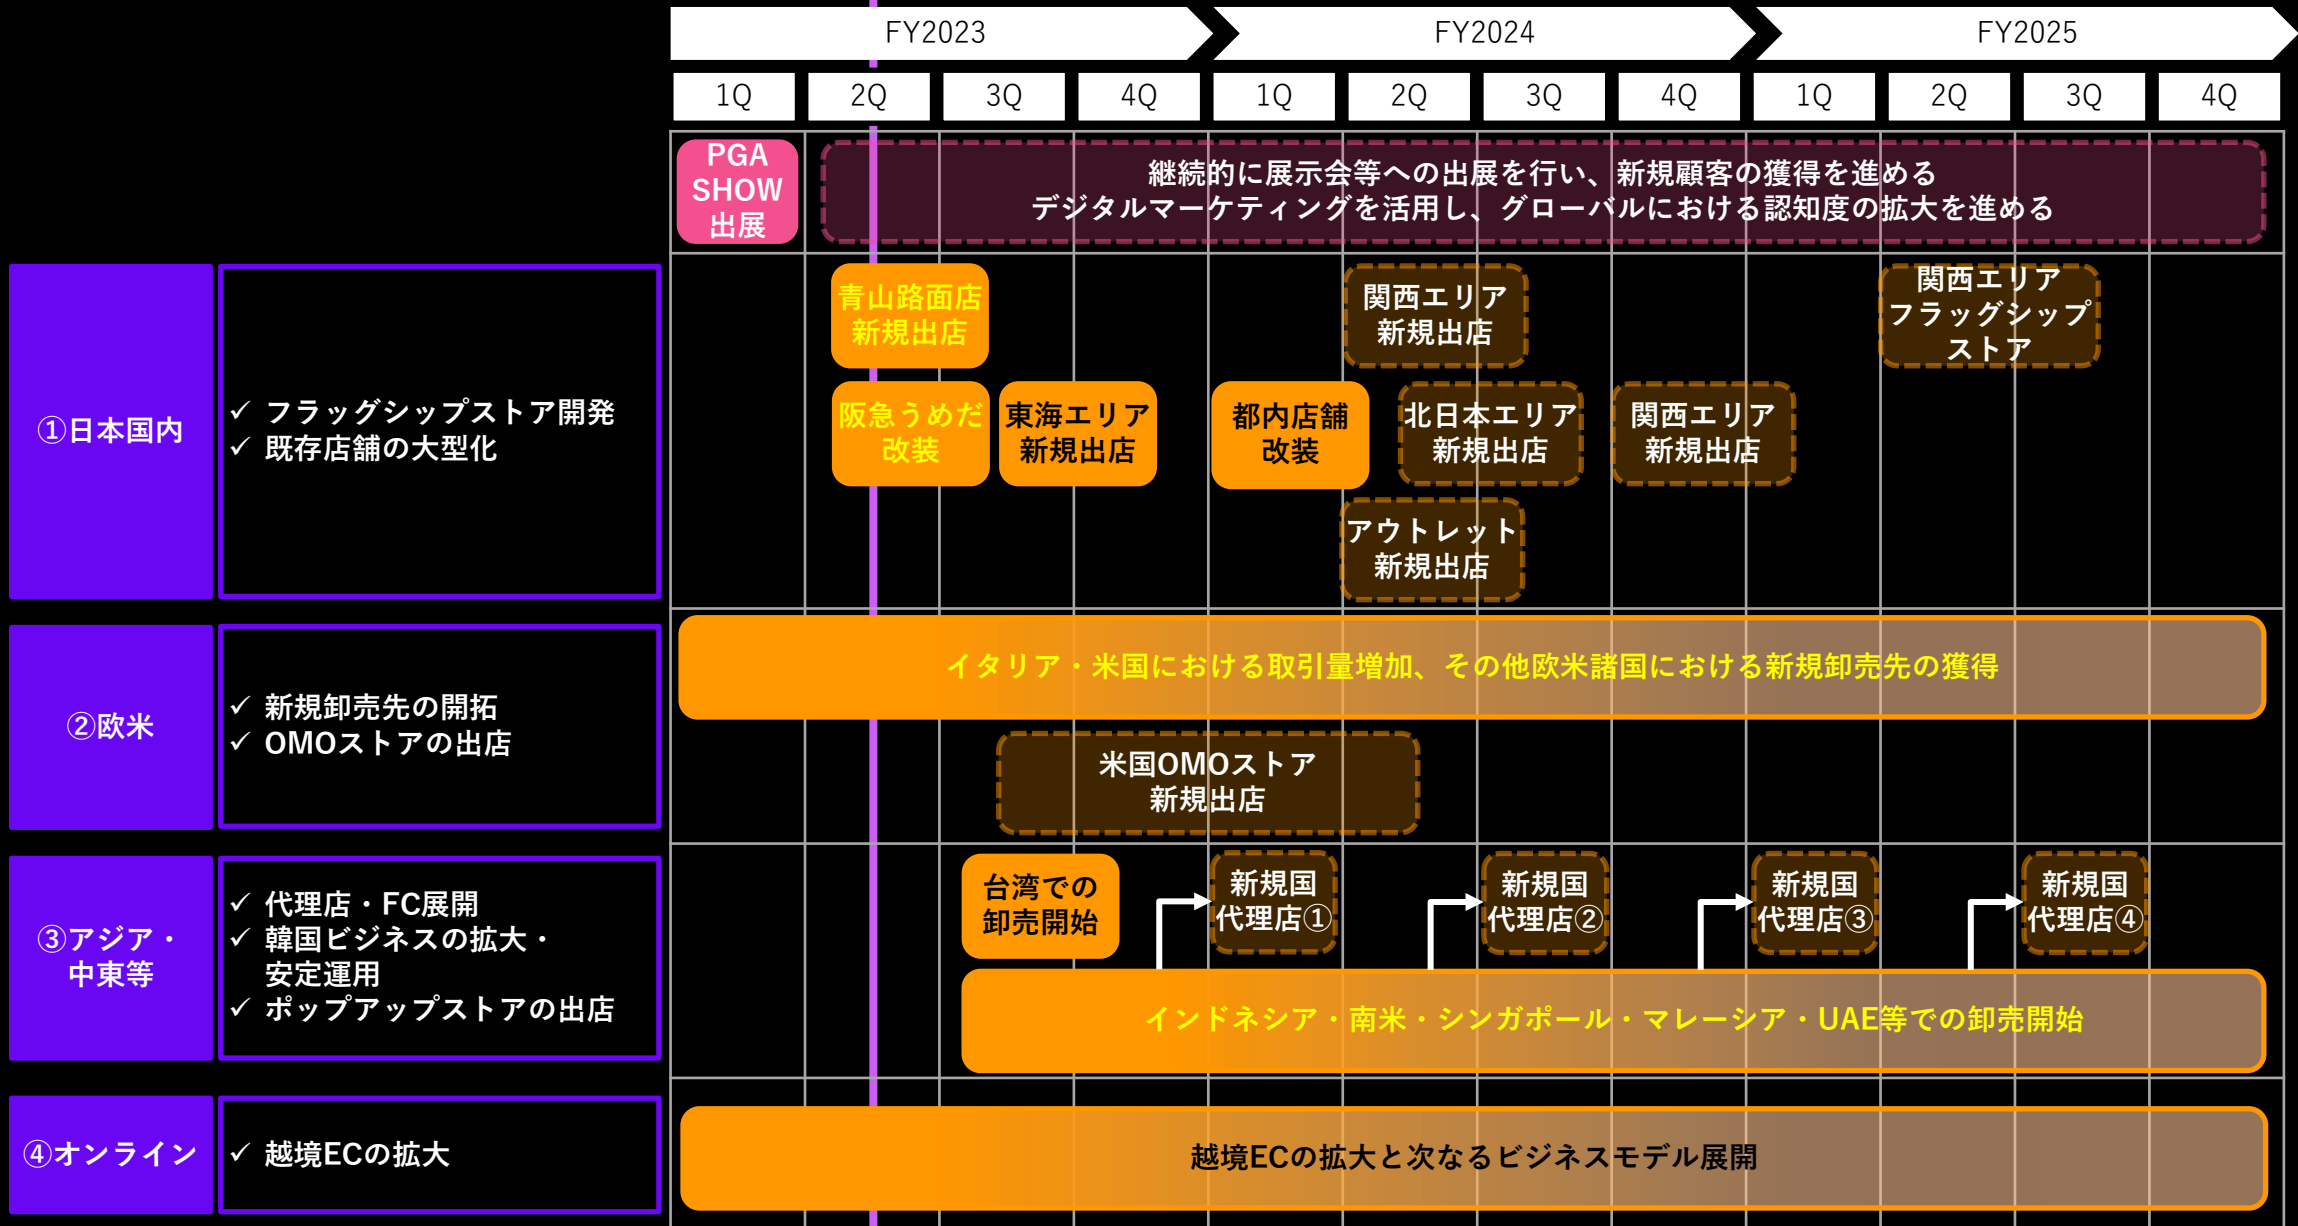 FY2023
FY2024
FY2025
1Q
2Q
3Q
4Q
1Q
2Q
3Q
4Q
1Q
2Q
3Q
4Q
PGA
SHOW
出展
継続的に展示会等への出展を行い、新規顧客の獲得を進める
デジタルマーケティングを活用し、グローバルにおける認知度の拡大を進める
①日本国内
✓ フラッグシップストア開発
✓ 既存店舗の大型化
青山路面店
新規出店
関西エリア
新規出店
関西エリア
フラッグシップ
ストア
阪急うめだ
改装
東海エリア
新規出店
都内店舗
改装
北日本エリア
新規出店
関西エリア
新規出店
アウトレット
新規出店
②欧米
✓ 新規卸売先の開拓
✓ OMOストアの出店
イタリア・米国における取引量増加、その他欧米諸国における新規卸売先の獲得
米国OMOストア
新規出店
③アジア・
中東等
✓ 代理店・FC展開
✓ 韓国ビジネスの拡大・
安定運用
✓ ポップアップストアの出店
台湾での
卸売開始
新規国
代理店①
新規国
代理店②
新規国
代理店③
新規国
代理店④
インドネシア・南米・シンガポール・マレーシア・UAE等での卸売開始
④オンライン
✓ 越境ECの拡大
越境ECの拡大と次なるビジネスモデル展開